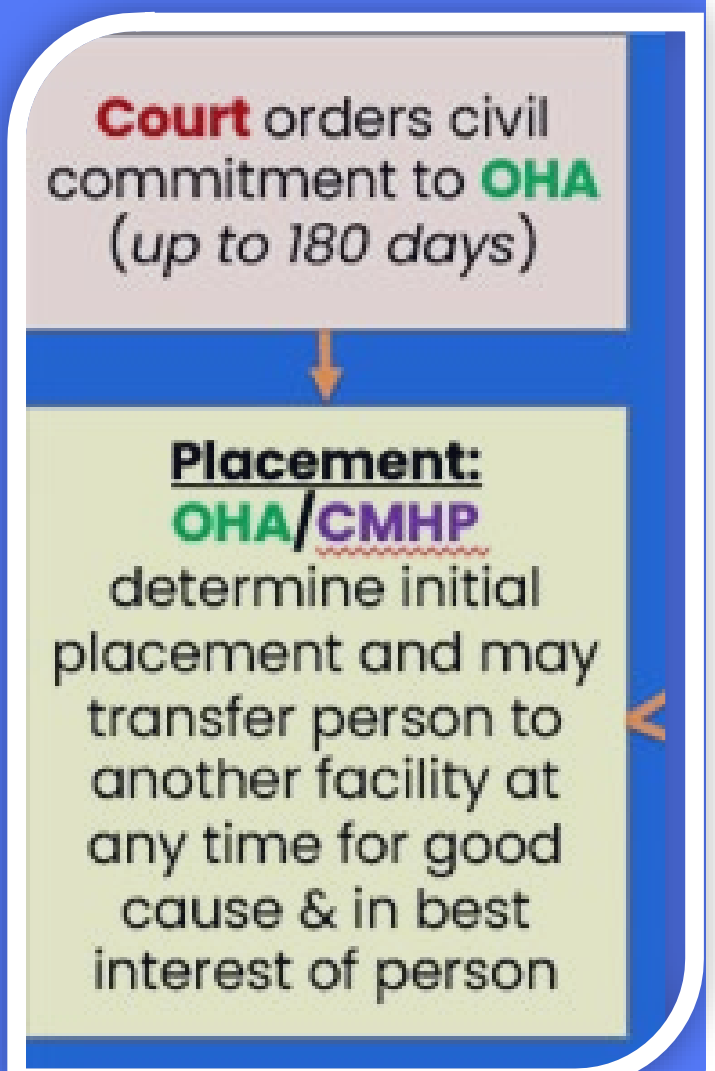 Court orders civil
commitment to OHA
(up to 180 days)
Placement:
OHA/CMHP
determine initial
placement and may
transfer person to
another facility at
any time for good
cause & in best
interest of person